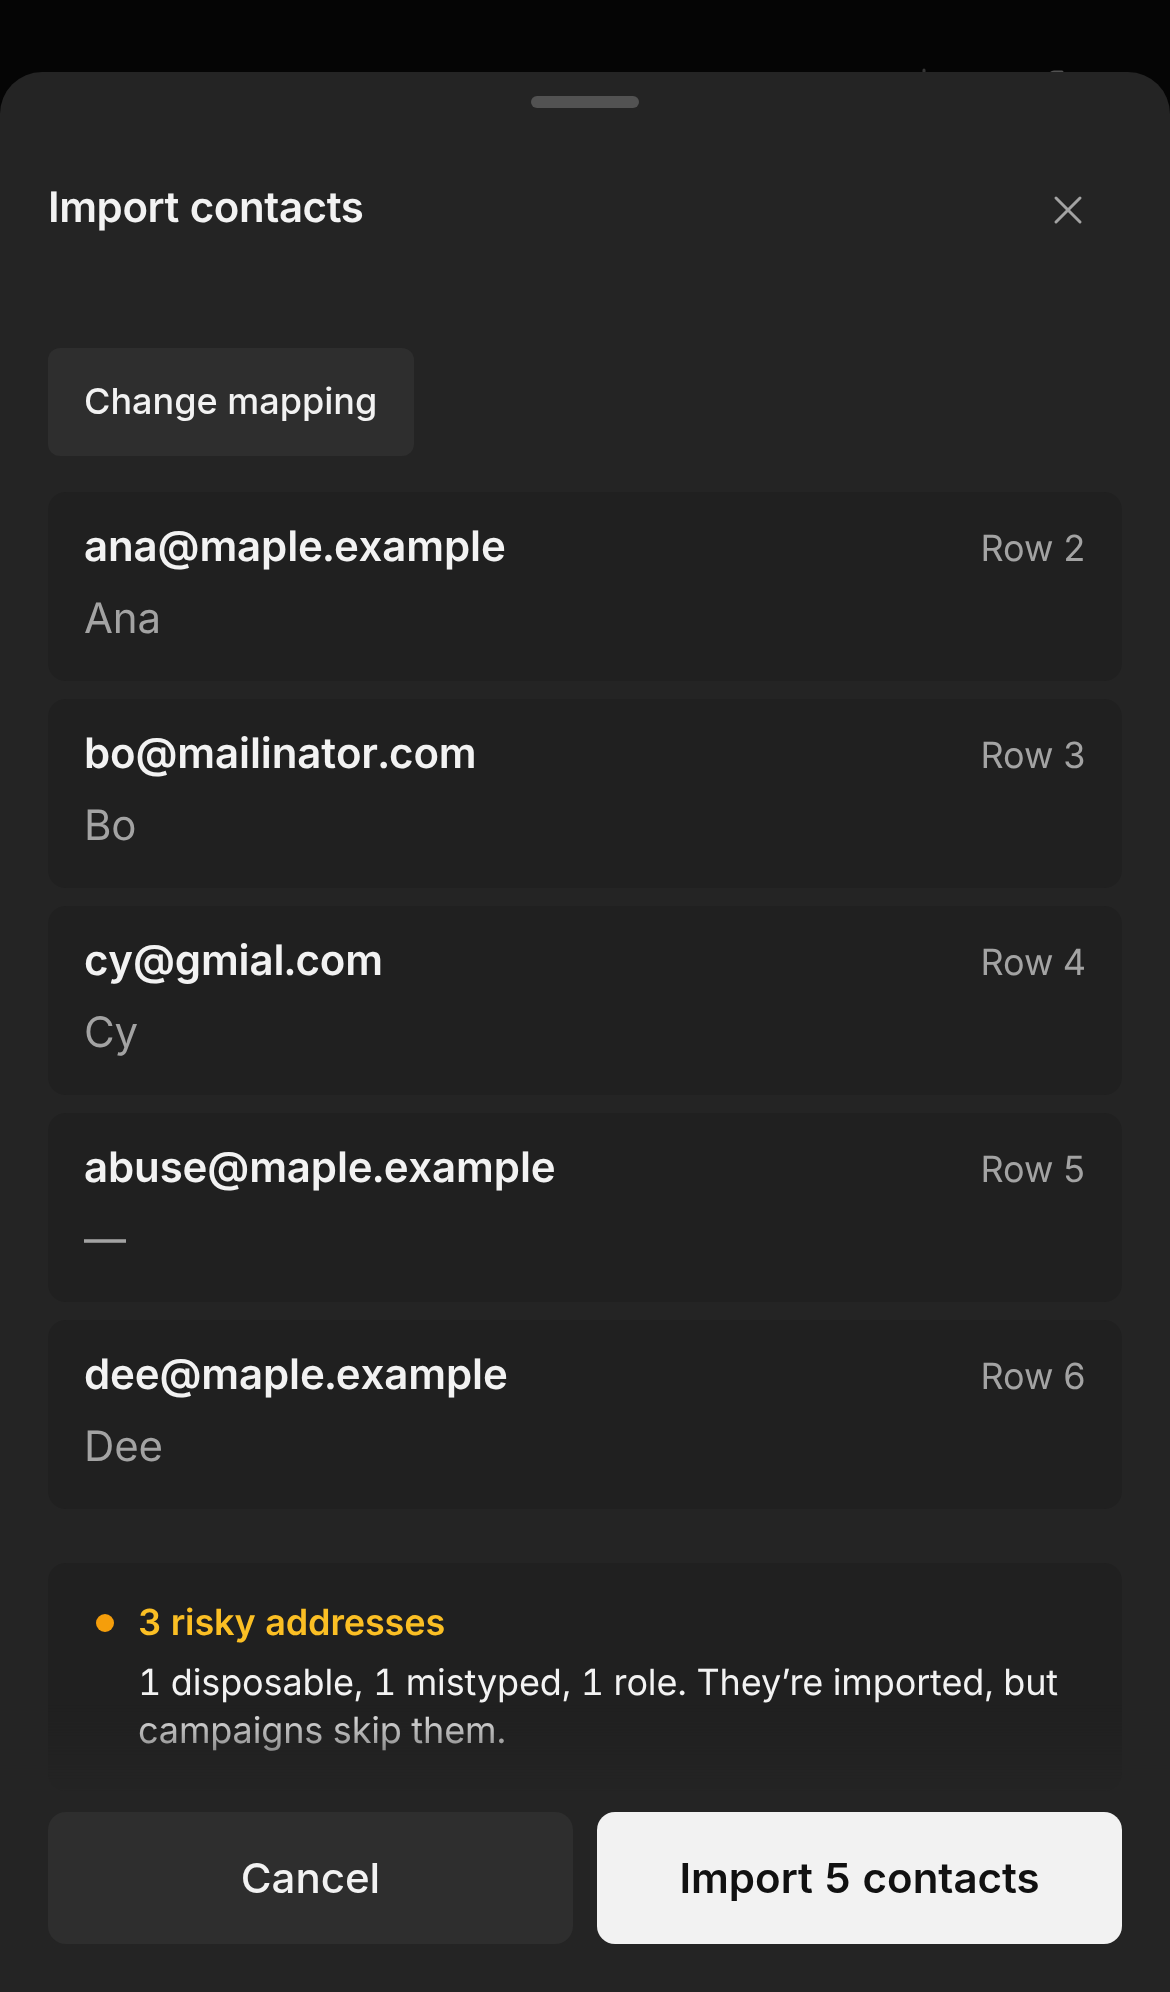 Import contacts
Change mapping
ana@maple.example
Row 2
Ana
bo@mailinator.com
Row 3
Bo
cy@gmial.com
Row 4
Cy
abuse@maple.example
Row 5
—
dee@maple.example
Row 6
Dee
3 risky addresses
1 disposable, 1 mistyped, 1 role. They’re imported, but
campaigns skip them.
Cancel
Import 5 contacts